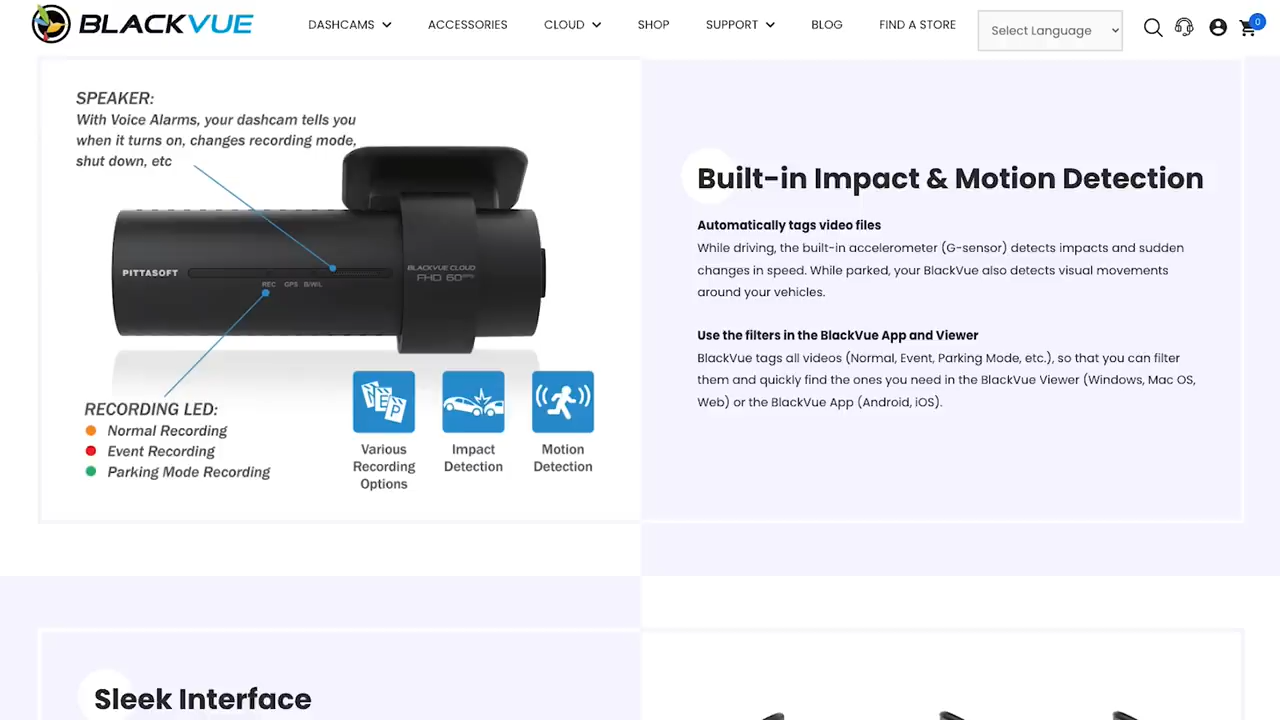 BLACKVUE
DASHCAMS
ACCESSORIES
CLOUD
SHOP
SUPPORT
BLOG
FIND A STORE
Select Language
0
SPEAKER:
With Voice Alarms, your dashcam tells you
when it turns on, changes recording mode,
shut down, etc
PITTASOFT
REC GPS B/W/L
BLACKVUE CLOUD
FHD 60FPS
RECORDING LED:
Normal Recording
Event Recording
Parking Mode Recording
N E P
Various
Recording
Options
Impact
Detection
Motion
Detection
Built-in Impact & Motion Detection
Automatically tags video files
While driving, the built-in accelerometer (G-sensor) detects impacts and sudden
changes in speed. While parked, your BlackVue also detects visual movements
around your vehicles.
Use the filters in the BlackVue App and Viewer
BlackVue tags all videos (Normal, Event, Parking Mode, etc.), so that you can filter
them and quickly find the ones you need in the BlackVue Viewer (Windows, Mac OS,
Web) or the BlackVue App (Android, iOS).
Sleek Interface